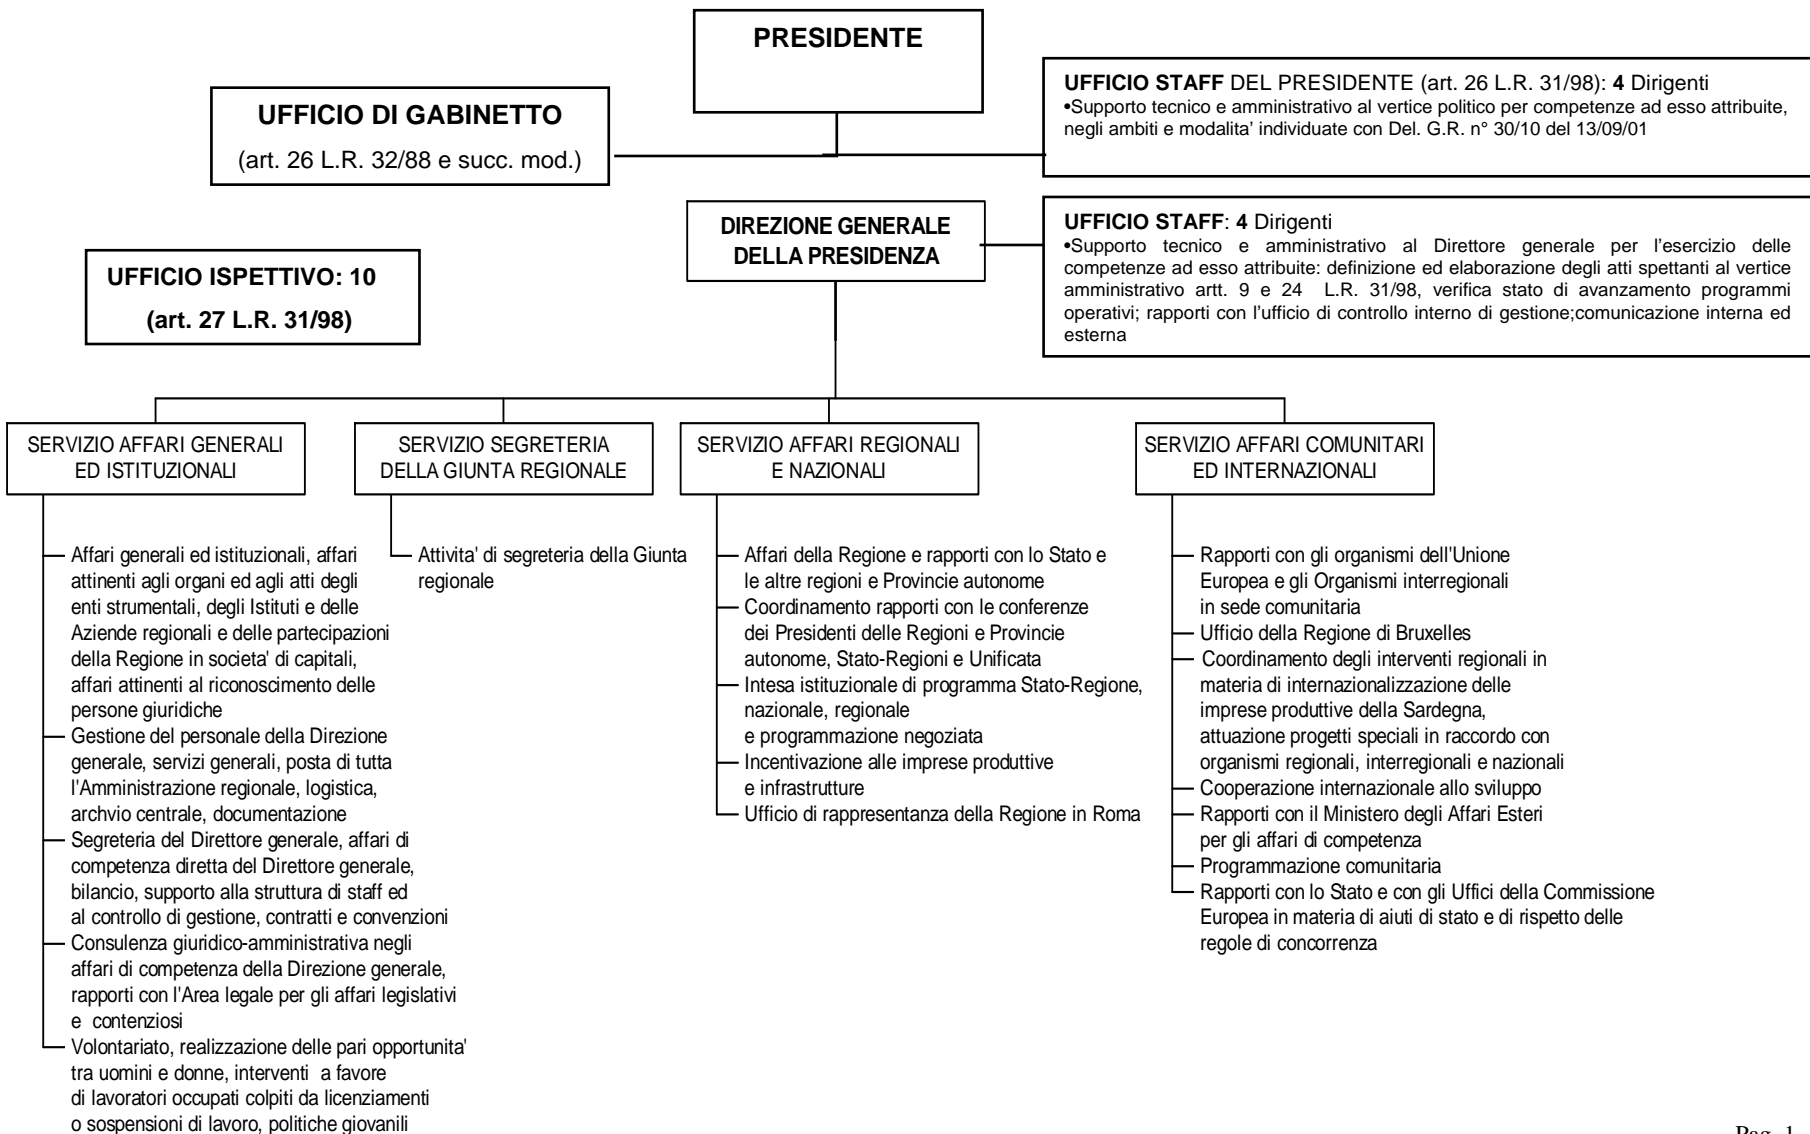 PRESIDENTE
UFFICIO DI GABINETTO
(art. 26 L.R. 32/88 e succ. mod.)
UFFICIO STAFF DEL PRESIDENTE (art. 26 L.R. 31/98): 4 Dirigenti
•Supporto tecnico e amministrativo al vertice politico per competenze ad esso attribuite,
negli ambiti e modalita' individuate con Del. G.R. n° 30/10 del 13/09/01
DIREZIONE GENERALE
DELLA PRESIDENZA
UFFICIO STAFF: 4 Dirigenti
•Supporto tecnico e amministrativo al Direttore generale per l'esercizio delle
competenze ad esso attribuite: definizione ed elaborazione degli atti spettanti al vertice
amministrativo artt. 9 e 24 L.R. 31/98, verifica stato di avanzamento programmi
operativi; rapporti con l'ufficio di controllo interno di gestione;comunicazione interna ed
esterna
UFFICIO ISPETTIVO: 10
(art. 27 L.R. 31/98)
SERVIZIO AFFARI GENERALI
ED ISTITUZIONALI
Affari generali ed istituzionali, affari
attinenti agli organi ed agli atti degli
enti strumentali, degli Istituti e delle
Aziende regionali e delle partecipazioni
della Regione in societa' di capitali,
affari attinenti al riconoscimento delle
persone giuridiche
Gestione del personale della Direzione
generale, servizi generali, posta di tutta
l'Amministrazione regionale, logistica,
archvio centrale, documentazione
Segreteria del Direttore generale, affari di
competenza diretta del Direttore generale,
bilancio, supporto alla struttura di staff ed
al controllo di gestione, contratti e convenzioni
Consulenza giuridico-amministrativa negli
affari di competenza della Direzione generale,
rapporti con l'Area legale per gli affari legislativi
e contenziosi
Volontariato, realizzazione delle pari opportunita'
tra uomini e donne, interventi a favore
di lavoratori occupati colpiti da licenziamenti
o sospensioni di lavoro, politiche giovanili
SERVIZIO SEGRETERIA
DELLA GIUNTA REGIONALE
Attivita' di segreteria della Giunta
regionale
SERVIZIO AFFARI REGIONALI
E NAZIONALI
Affari della Regione e rapporti con lo Stato e
le altre regioni e Provincie autonome
Coordinamento rapporti con le conferenze
dei Presidenti delle Regioni e Provincie
autonome, Stato-Regioni e Unificata
Intesa istituzionale di programma Stato-Regione,
nazionale, regionale
e programmazione negoziata
Incentivazione alle imprese produttive
e infrastrutture
Ufficio di rappresentanza della Regione in Roma
SERVIZIO AFFARI COMUNITARI
ED INTERNAZIONALI
Rapporti con gli organismi dell'Unione
Europea e gli Organismi interregionali
in sede comunitaria
Ufficio della Regione di Bruxelles
Coordinamento degli interventi regionali in
materia di internazionalizzazione delle
imprese produttive della Sardegna,
attuazione progetti speciali in raccordo con
organismi regionali, interregionali e nazionali
Cooperazione internazionale allo sviluppo
Rapporti con il Ministero degli Affari Esteri
per gli affari di competenza
Programmazione comunitaria
Rapporti con lo Stato e con gli Uffici della Commissione
Europea in materia di aiuti di stato e di rispetto delle
regole di concorrenza
Pag. 1